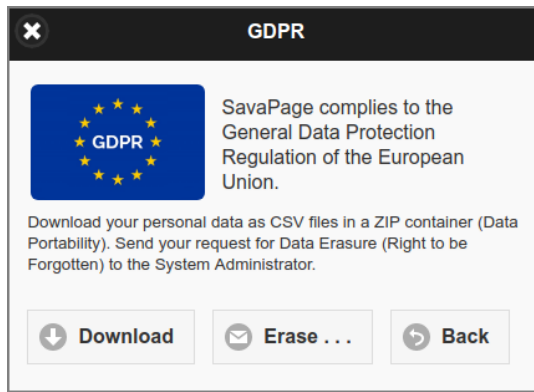 GDPR
GDPR
SavaPage complies to the
General Data Protection
Regulation of the European
Union.
Download your personal data as CSV files in a ZIP container (Data
Portability). Send your request for Data Erasure (Right to be
Forgotten) to the System Administrator.
Download
Erase . . .
Back